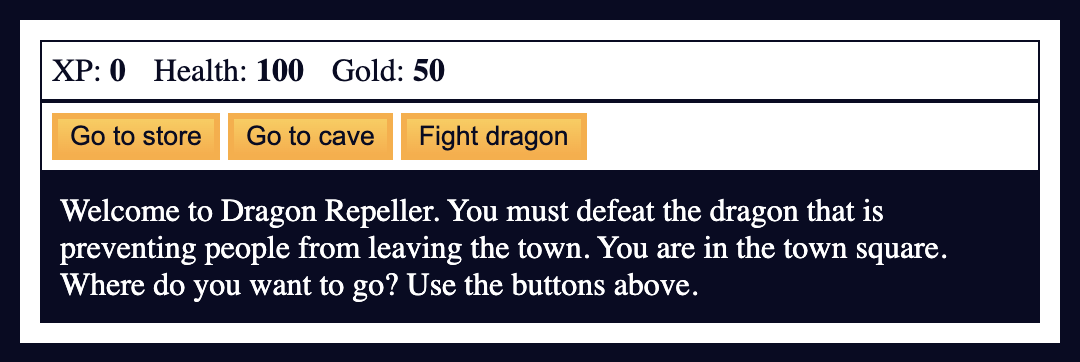 XP: 0 Health: 100 Gold: 50
Go to store Go to cave Fight dragon
Welcome to Dragon Repeller. You must defeat the dragon that is
preventing people from leaving the town. You are in the town square.
Where do you want to go? Use the buttons above.